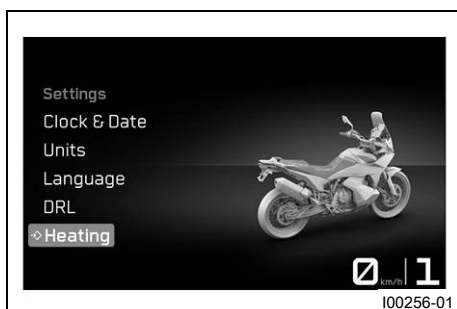 Settings
Clock & Date
Units
Language
DRL
Heating
0 km/h 1
I00256-01